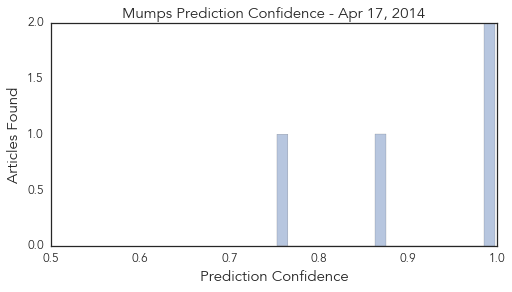 Mumps Prediction Confidence - Apr 17, 2014
2.0
1.5
1.0
0.5
0.0
Articles Found
0.5 0.6 0.7 0.8 0.9 1.0
Prediction Confidence